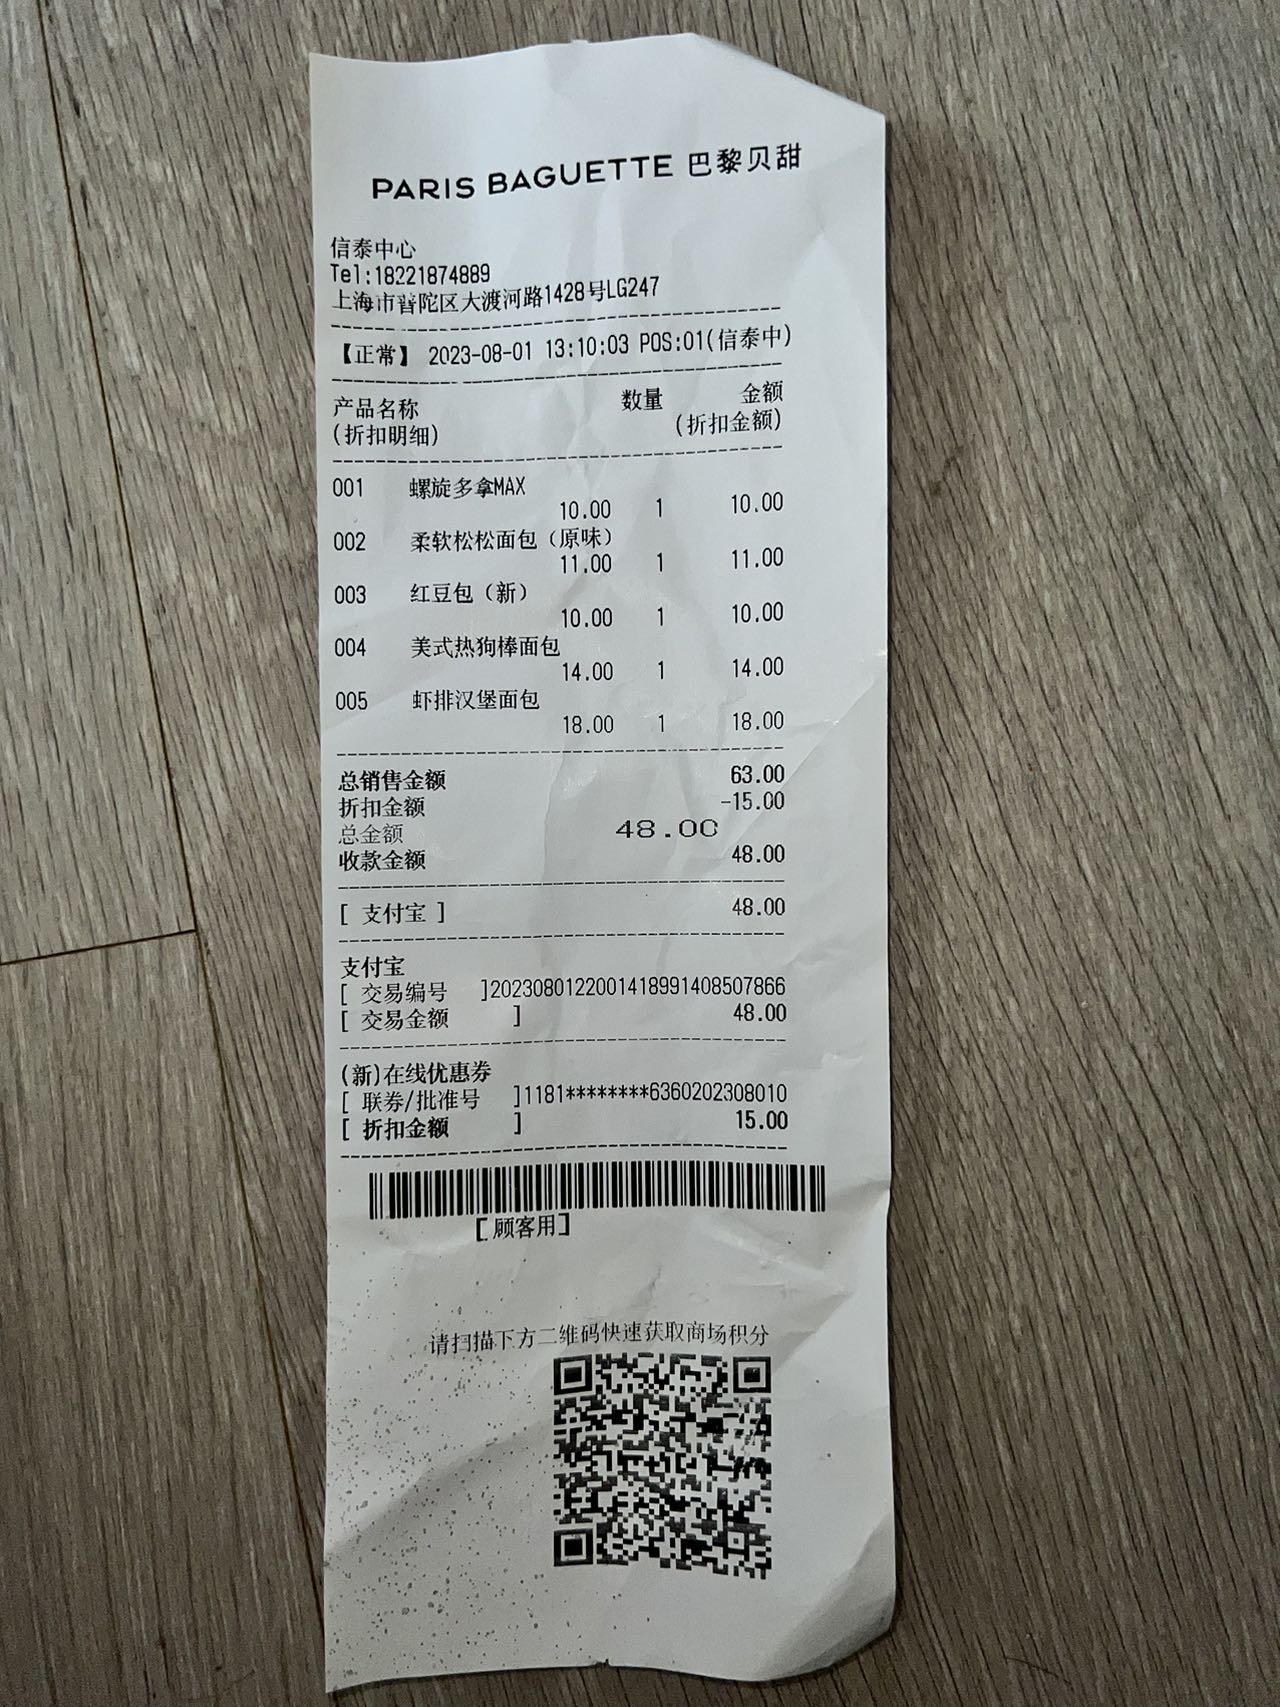 PARIS BAGUETTE 巴黎贝甜
信泰中心
Tel:18221874889
上海市普陀区大渡河路1428号LG247
【正常】 2023-08-01 13:10:03 POS:01(信泰中)
产品名称 数量 金额
(折扣明细) (折扣金额)
001 螺旋多拿MAX
10.00 1 10.00
002 柔软松松面包（原味）
11.00 1 11.00
003 红豆包（新）
10.00 1 10.00
004 美式热狗棒面包
14.00 1 14.00
005 虾排汉堡面包
18.00 1 18.00
总销售金额 63.00
折扣金额 -15.00
总金额 48.00
收款金额 48.00
[ 支付宝 ] 48.00
支付宝
[ 交易编号 ]2023080122001418991408507866
[ 交易金额 ] 48.00
(新)在线优惠券
[ 联券/批准号 ]1181********6360202308010
[ 折扣金额 ] 15.00
[顾客用]
请扫描下方二维码快速获取商场积分